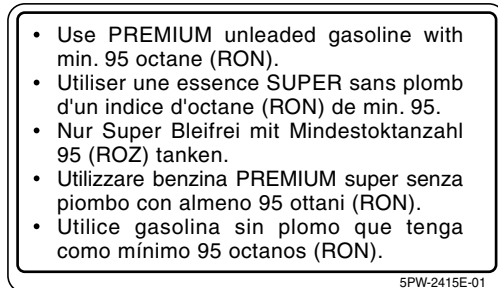 • Use PREMIUM unleaded gasoline with
min. 95 octane (RON).
• Utiliser une essence SUPER sans plomb
d'un indice d'octane (RON) de min. 95.
• Nur Super Bleifrei mit Mindestoktanzahl
95 (ROZ) tanken.
• Utilizzare benzina PREMIUM super senza
piombo con almeno 95 ottani (RON).
• Utilice gasolina sin plomo que tenga
como mínimo 95 octanos (RON).
5PW-2415E-01